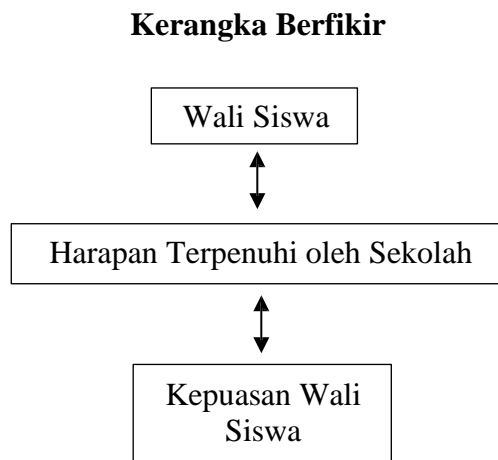 Kerangka Berfikir
Wali Siswa
Harapan Terpenuhi oleh Sekolah
Kepuasan Wali
Siswa